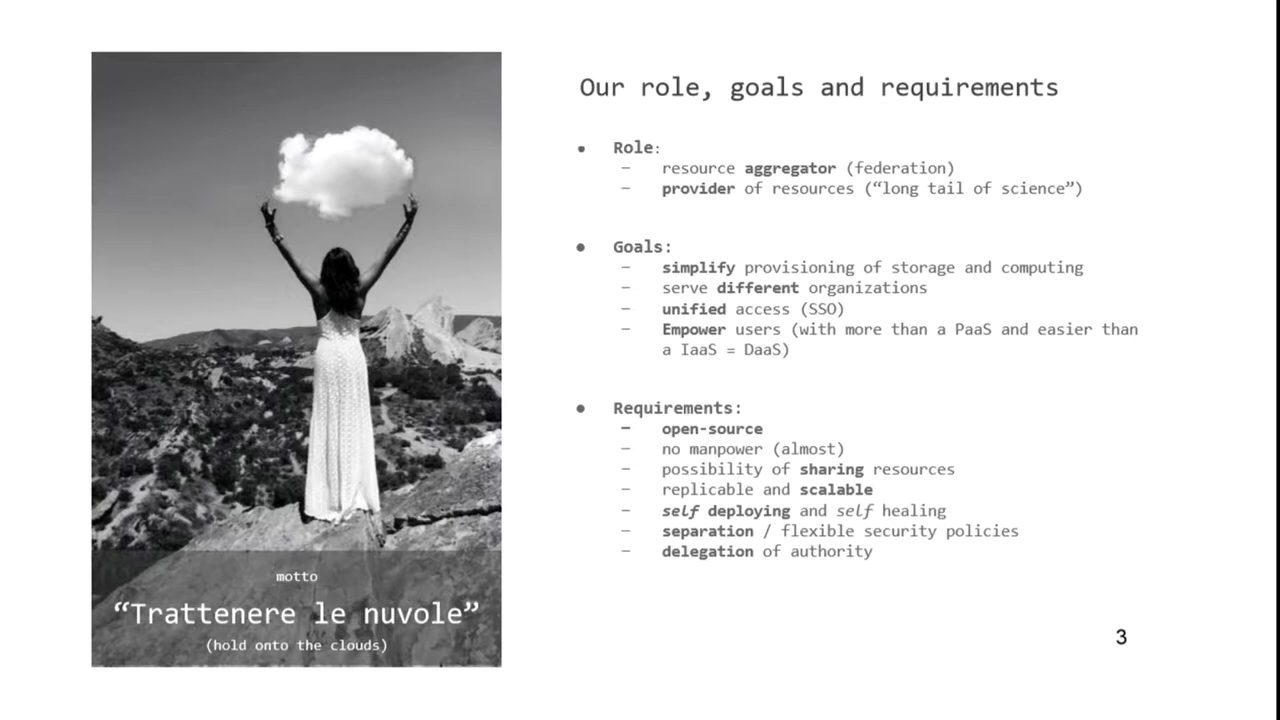 Our role, goals and requirements
● Role:
– resource aggregator (federation)
– provider of resources (“long tail of science”)
● Goals:
– simplify provisioning of storage and computing
– serve different organizations
– unified access (SSO)
– Empower users (with more than a PaaS and easier than
a IaaS = DaaS)
● Requirements:
– open-source
– no manpower (almost)
– possibility of sharing resources
– replicable and scalable
– self deploying and self healing
– separation / flexible security policies
– delegation of authority
motto
“Trattenere le nuvole”
(hold onto the clouds)
3